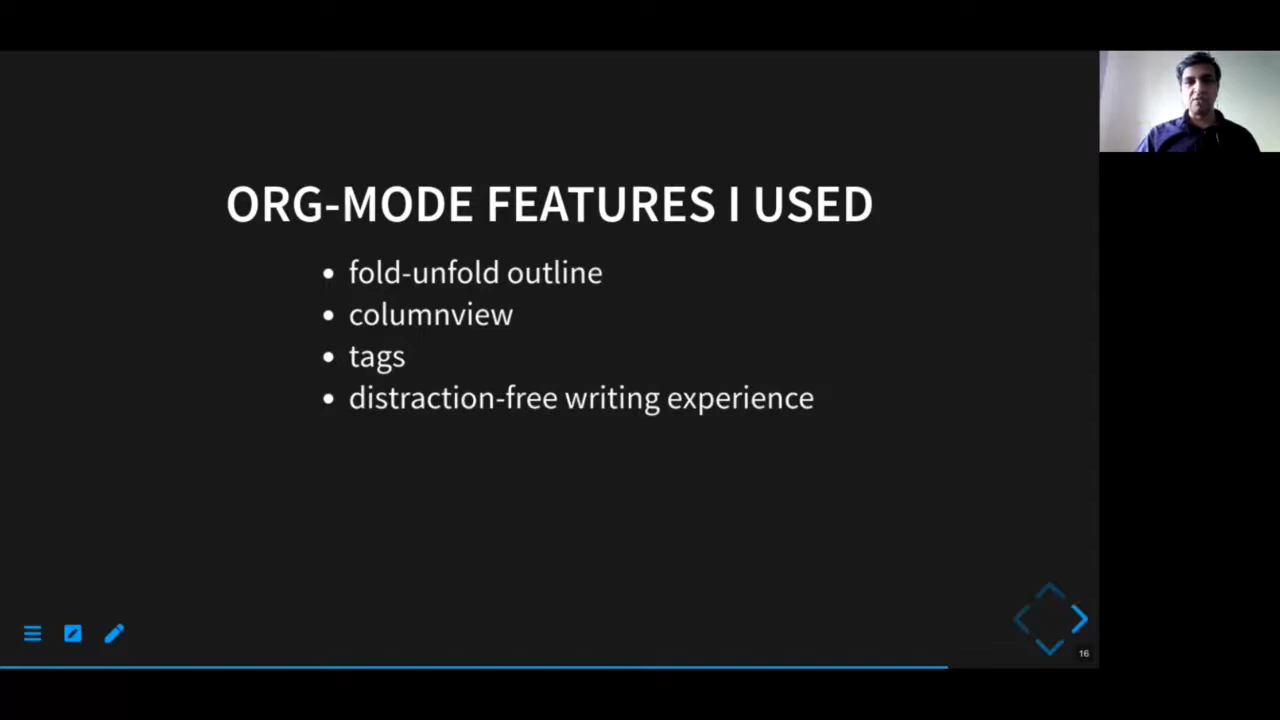 ORG-MODE FEATURES I USED
• fold-unfold outline
• columnview
• tags
• distraction-free writing experience
16